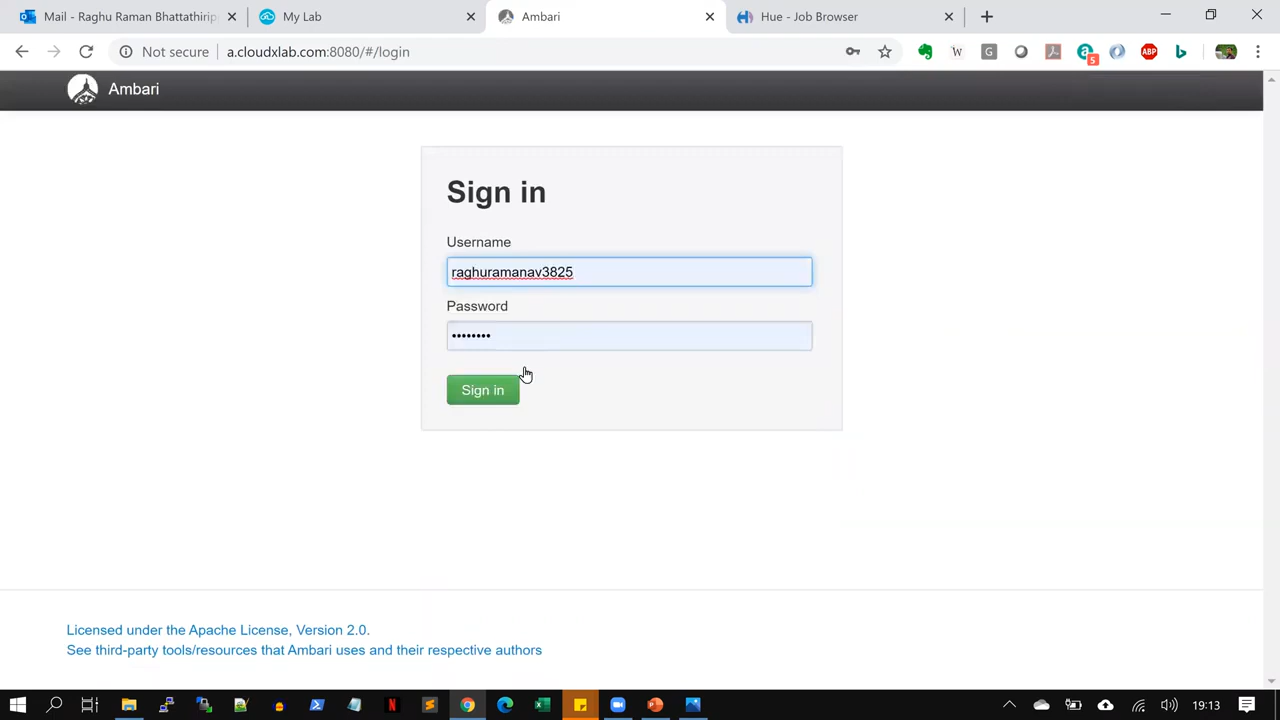 Mail - Raghu Raman Bhattathirip
My Lab
Ambari
Hue - Job Browser
Not secure
a.cloudxlab.com:8080/#/login
W
G
a
5
ABP
Ambari
Sign in
Username
raghuramanav3825
Password
••••••••
Sign in
Licensed under the Apache License, Version 2.0.
See third-party tools/resources that Ambari uses and their respective authors
19:13